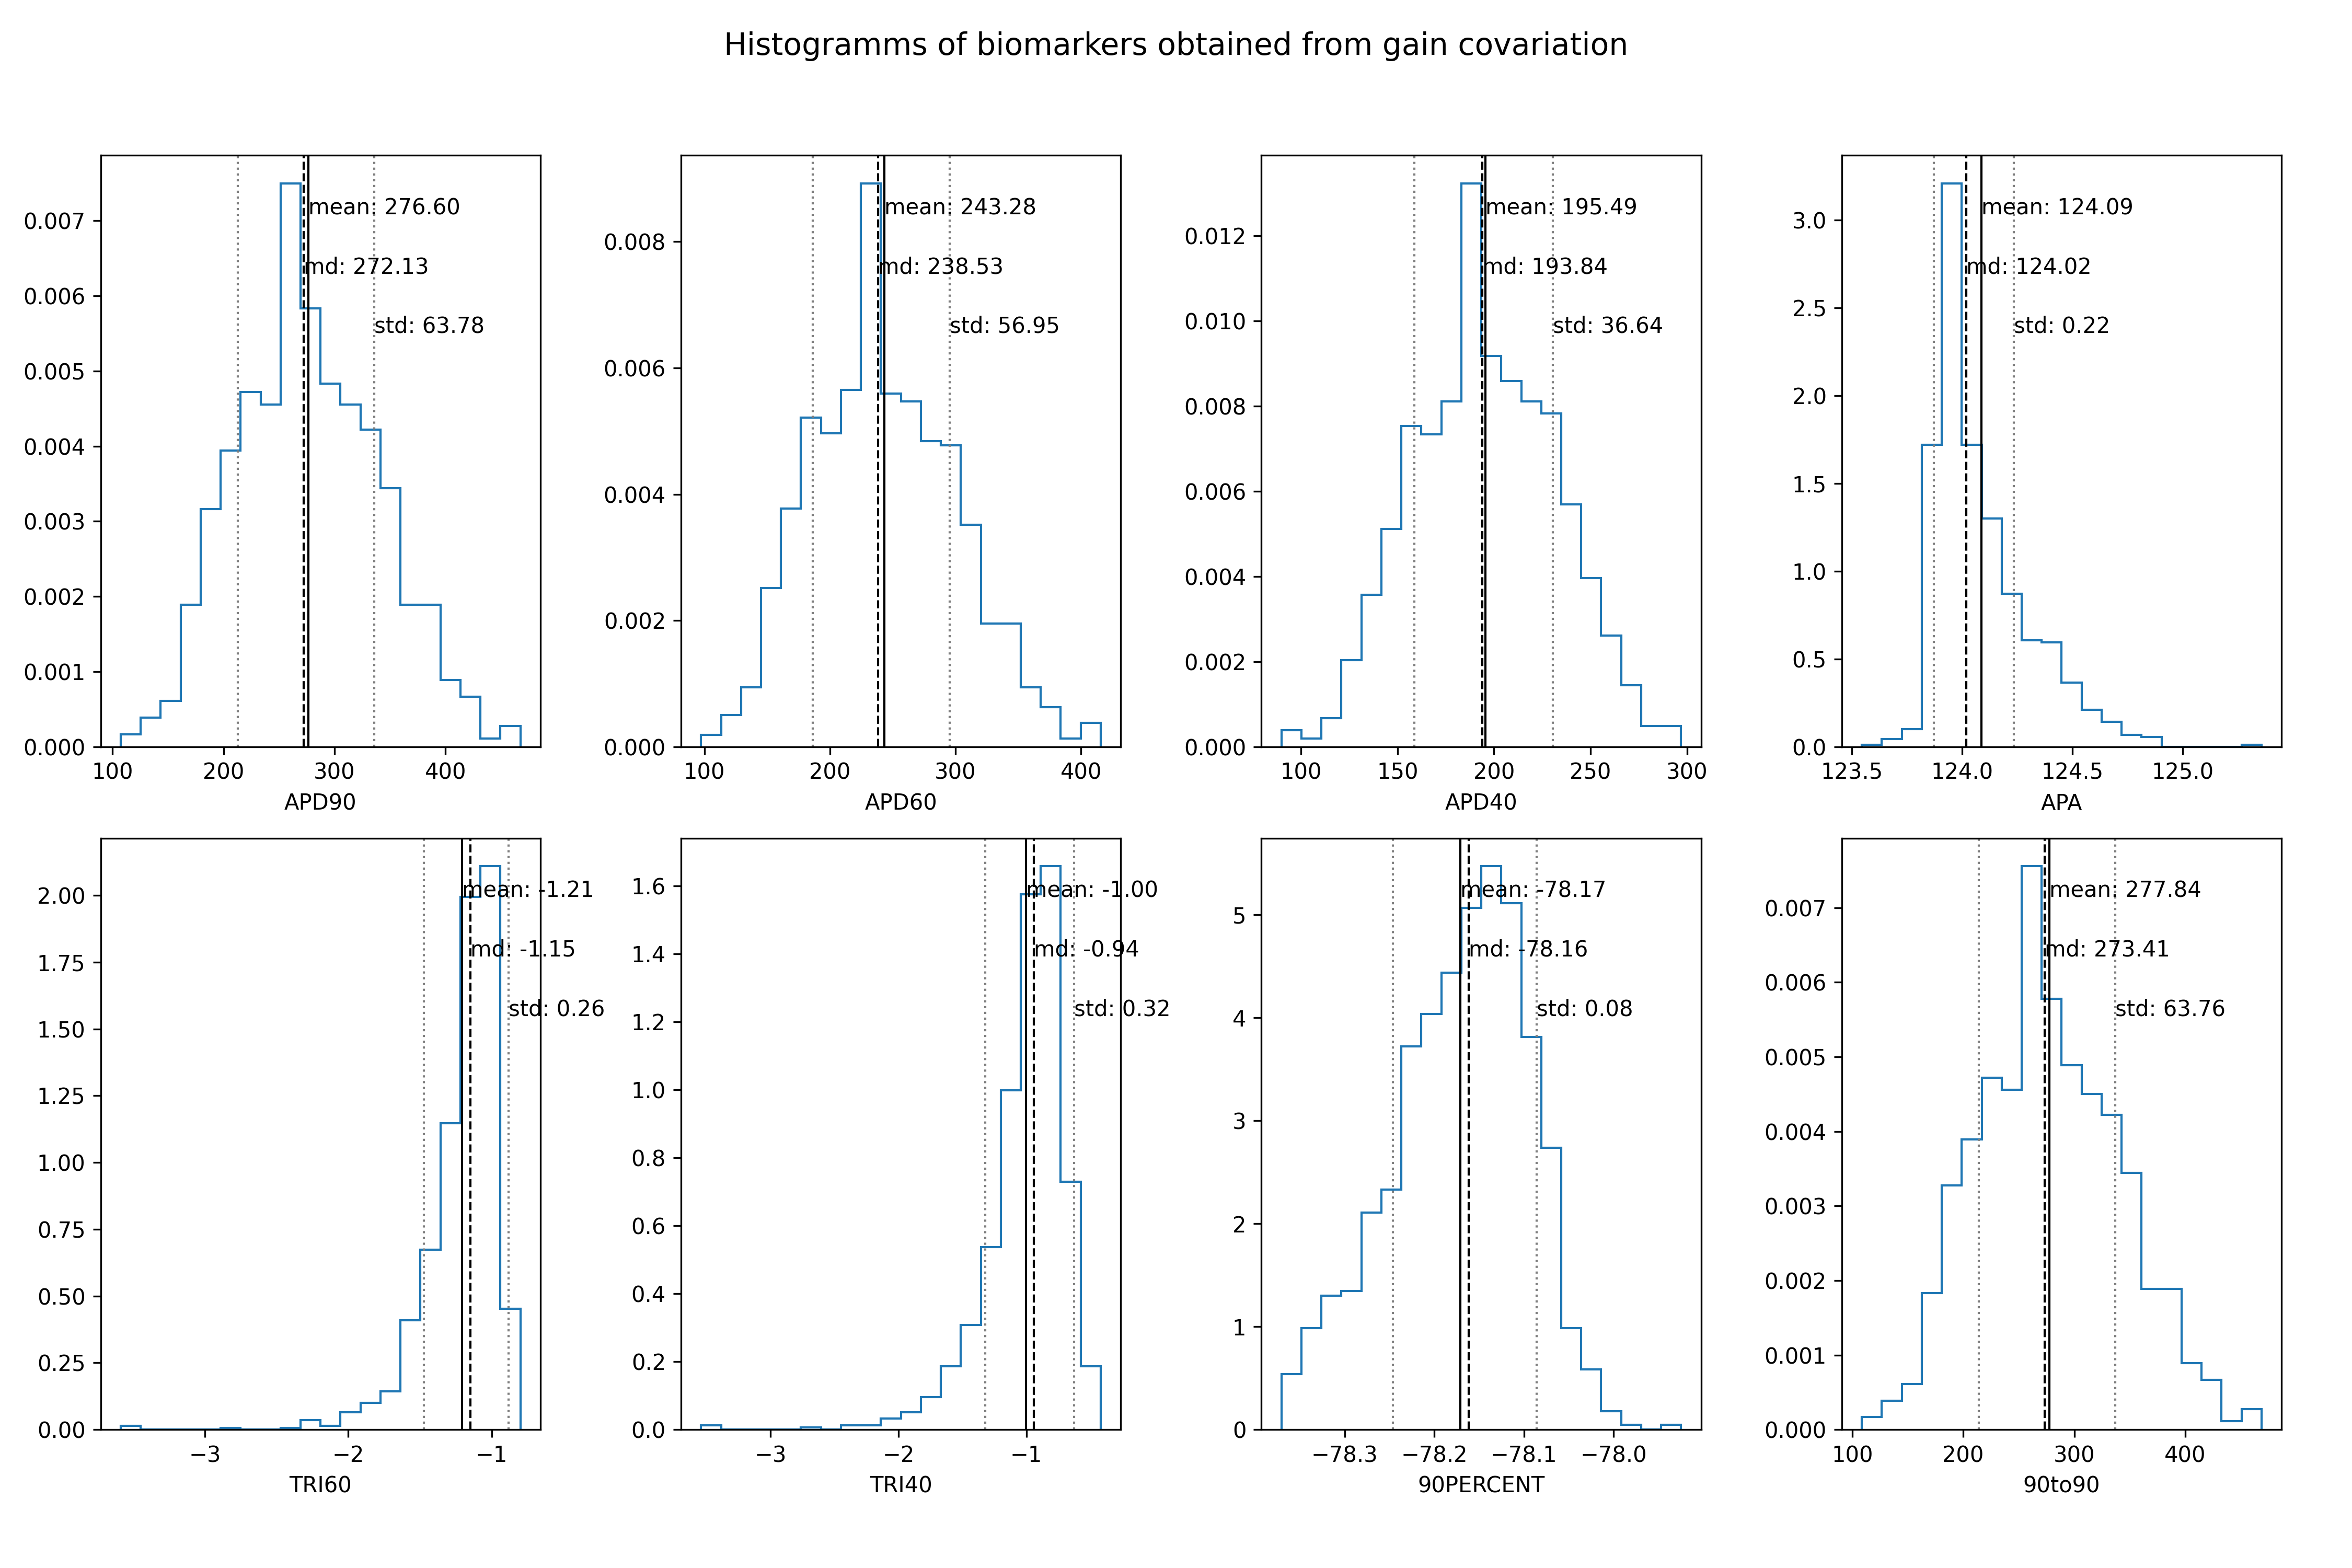 Histogramms of biomarkers obtained from gain covariation
mean: 276.60
md: 272.13
std: 63.78
0.007
0.006
0.005
0.004
0.003
0.002
0.001
0.000
100 200 300 400
APD90
mean: 243.28
md: 238.53
std: 56.95
0.008
0.006
0.004
0.002
0.000
100 200 300 400
APD60
mean: 195.49
md: 193.84
std: 36.64
0.012
0.010
0.008
0.006
0.004
0.002
0.000
100 150 200 250 300
APD40
mean: 124.09
md: 124.02
std: 0.22
3.0
2.5
2.0
1.5
1.0
0.5
0.0
123.5 124.0 124.5 125.0
APA
mean: -1.21
md: -1.15
std: 0.26
2.00
1.75
1.50
1.25
1.00
0.75
0.50
0.25
0.00
−3 −2 −1
TRI60
mean: -1.00
md: -0.94
std: 0.32
1.6
1.4
1.2
1.0
0.8
0.6
0.4
0.2
0.0
−3 −2 −1
TRI40
mean: -78.17
md: -78.16
std: 0.08
5
4
3
2
1
0
−78.3 −78.2 −78.1 −78.0
90PERCENT
mean: 277.84
md: 273.41
std: 63.76
0.007
0.006
0.005
0.004
0.003
0.002
0.001
0.000
100 200 300 400
90to90